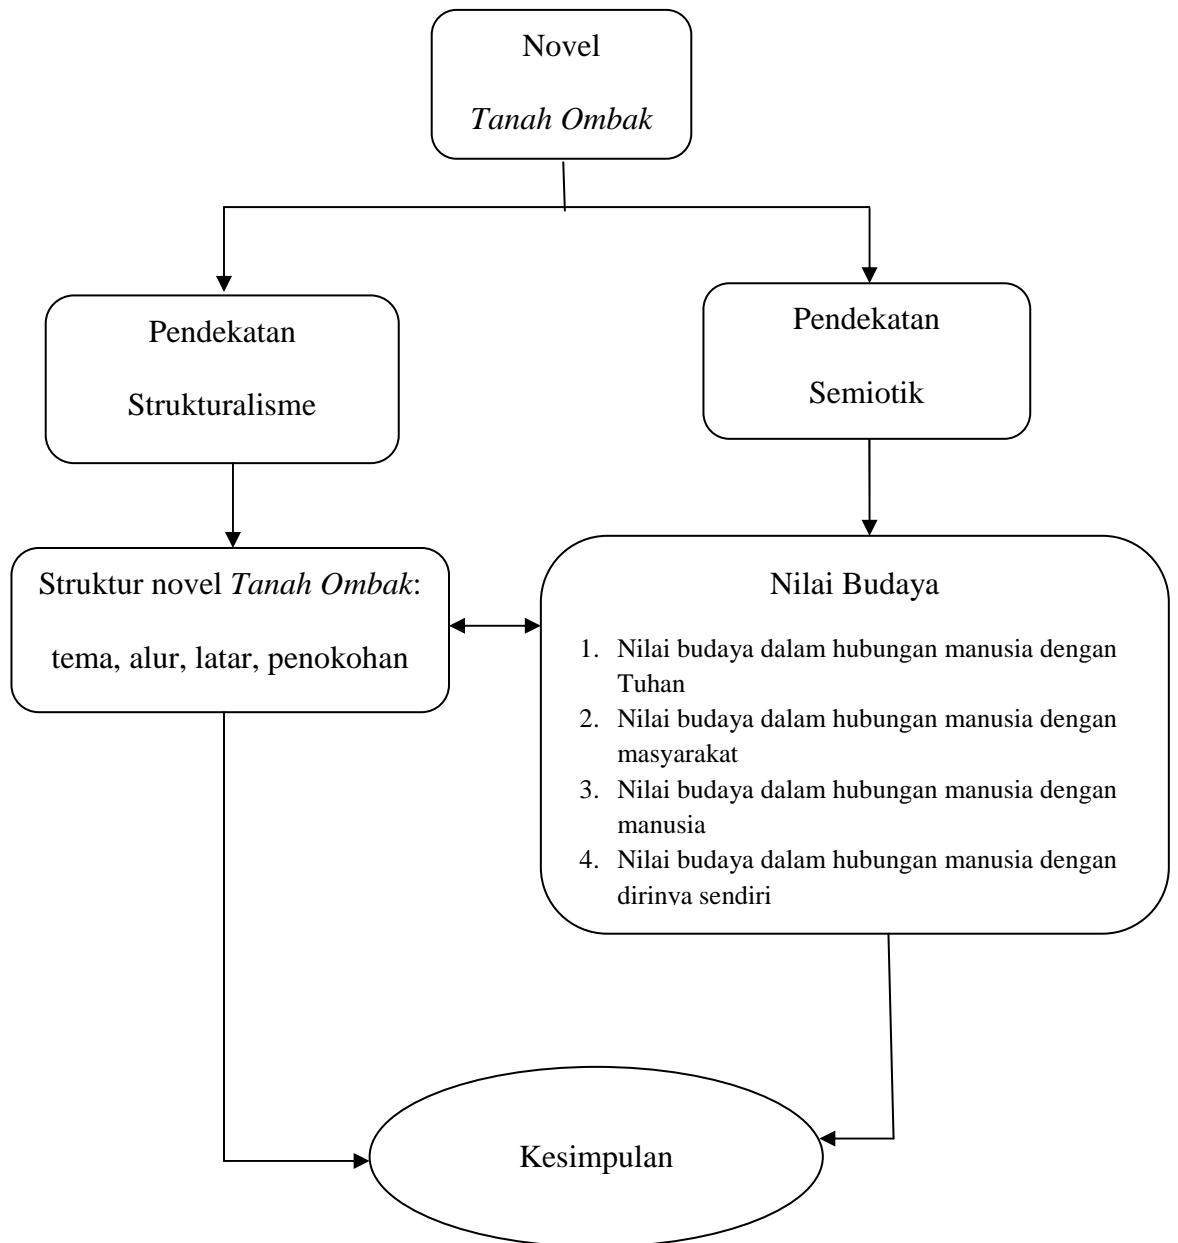 Novel
Tanah Ombak
Pendekatan
Strukturalisme
Pendekatan
Semiotik
Struktur novel Tanah Ombak:
tema, alur, latar, penokohan
Nilai Budaya
1. Nilai budaya dalam hubungan manusia dengan
Tuhan
2. Nilai budaya dalam hubungan manusia dengan
masyarakat
3. Nilai budaya dalam hubungan manusia dengan
manusia
4. Nilai budaya dalam hubungan manusia dengan
dirinya sendiri
Kesimpulan